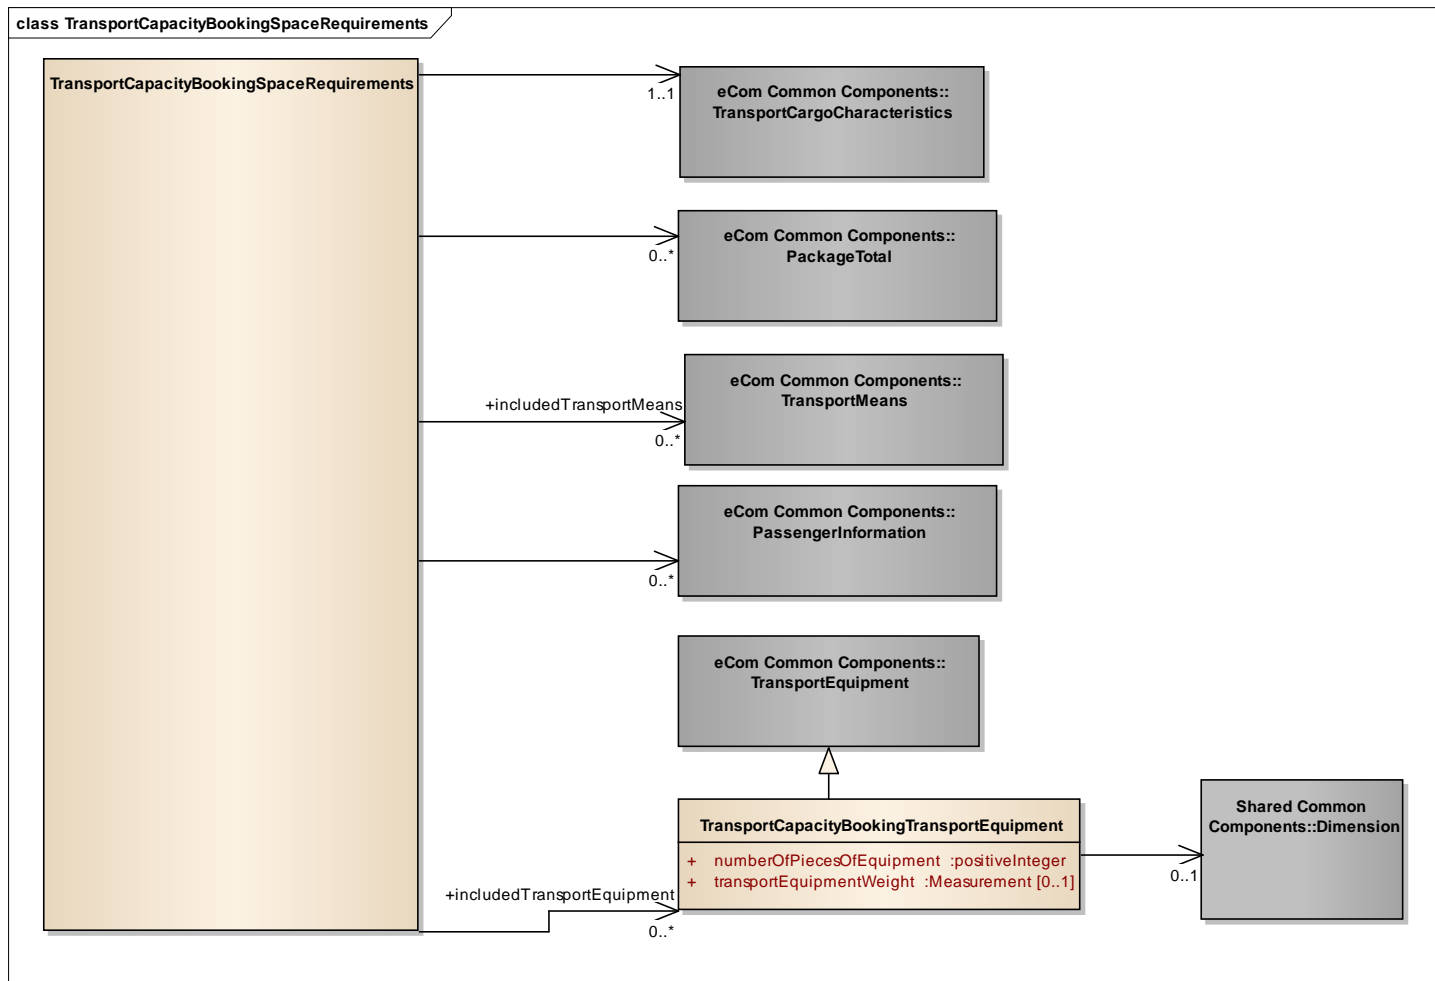 class TransportCapacityBookingSpaceRequirements
TransportCapacityBookingSpaceRequirements
1..1
eCom Common Components::
TransportCargoCharacteristics
0..*
eCom Common Components::
PackageTotal
+includedTransportMeans
0..*
eCom Common Components::
TransportMeans
0..*
eCom Common Components::
PassengerInformation
eCom Common Components::
TransportEquipment
+includedTransportEquipment
0..*
TransportCapacityBookingTransportEquipment
+ numberOfPiecesOfEquipment :positiveInteger
+ transportEquipmentWeight :Measurement [0..1]
0..1
Shared Common
Components::Dimension